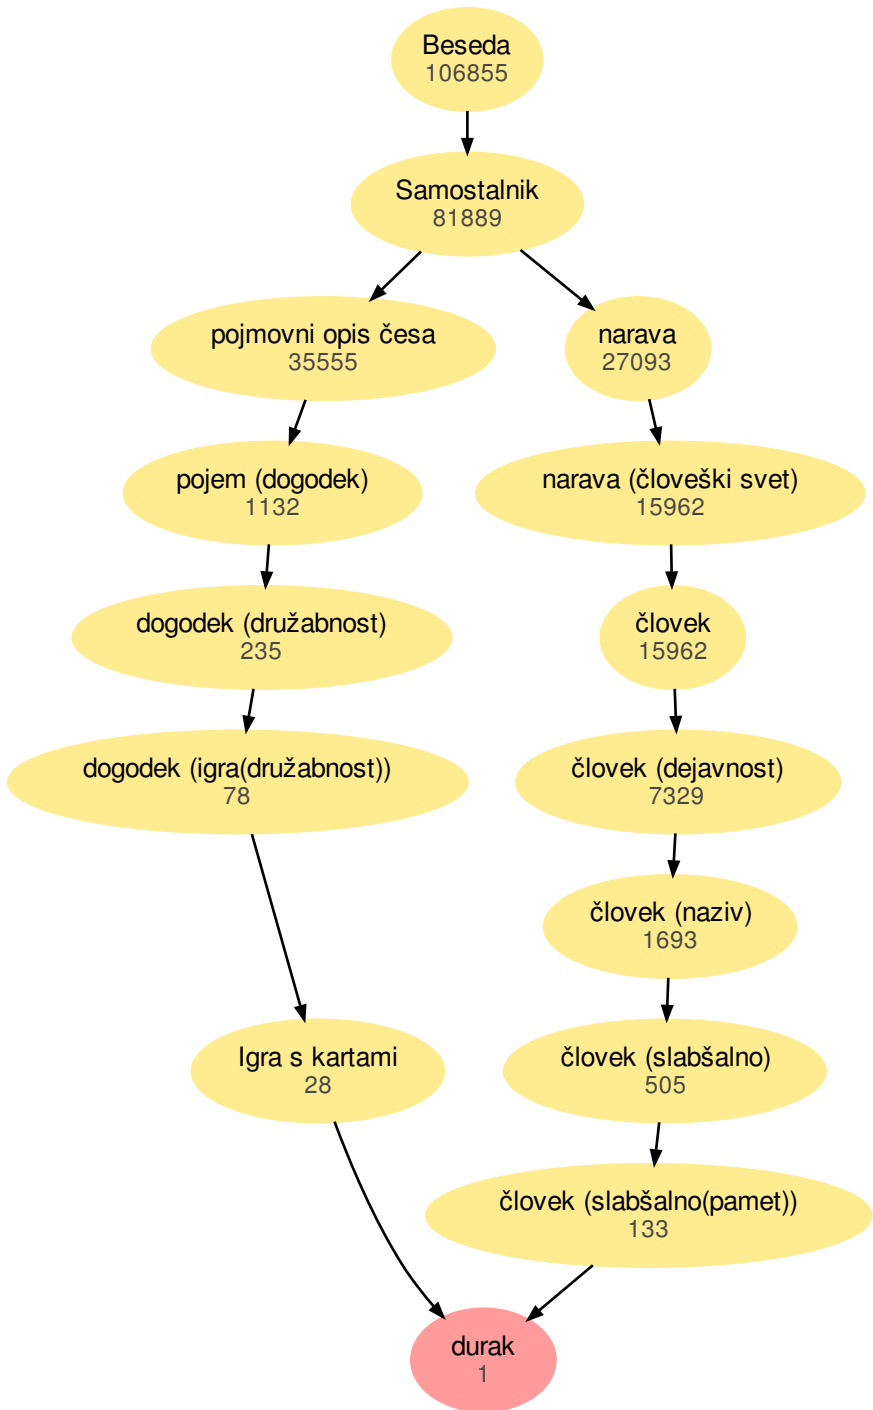 Beseda
106855
Samostalnik
81889
pojmovni opis česa
35555
narava
27093
pojem (dogodek)
1132
narava (človeški svet)
15962
dogodek (družabnost)
235
človek
15962
dogodek (igra(družabnost))
78
človek (dejavnost)
7329
človek (naziv)
1693
Igra s kartami
28
človek (slabšalno)
505
človek (slabšalno(pamet))
133
durak
1